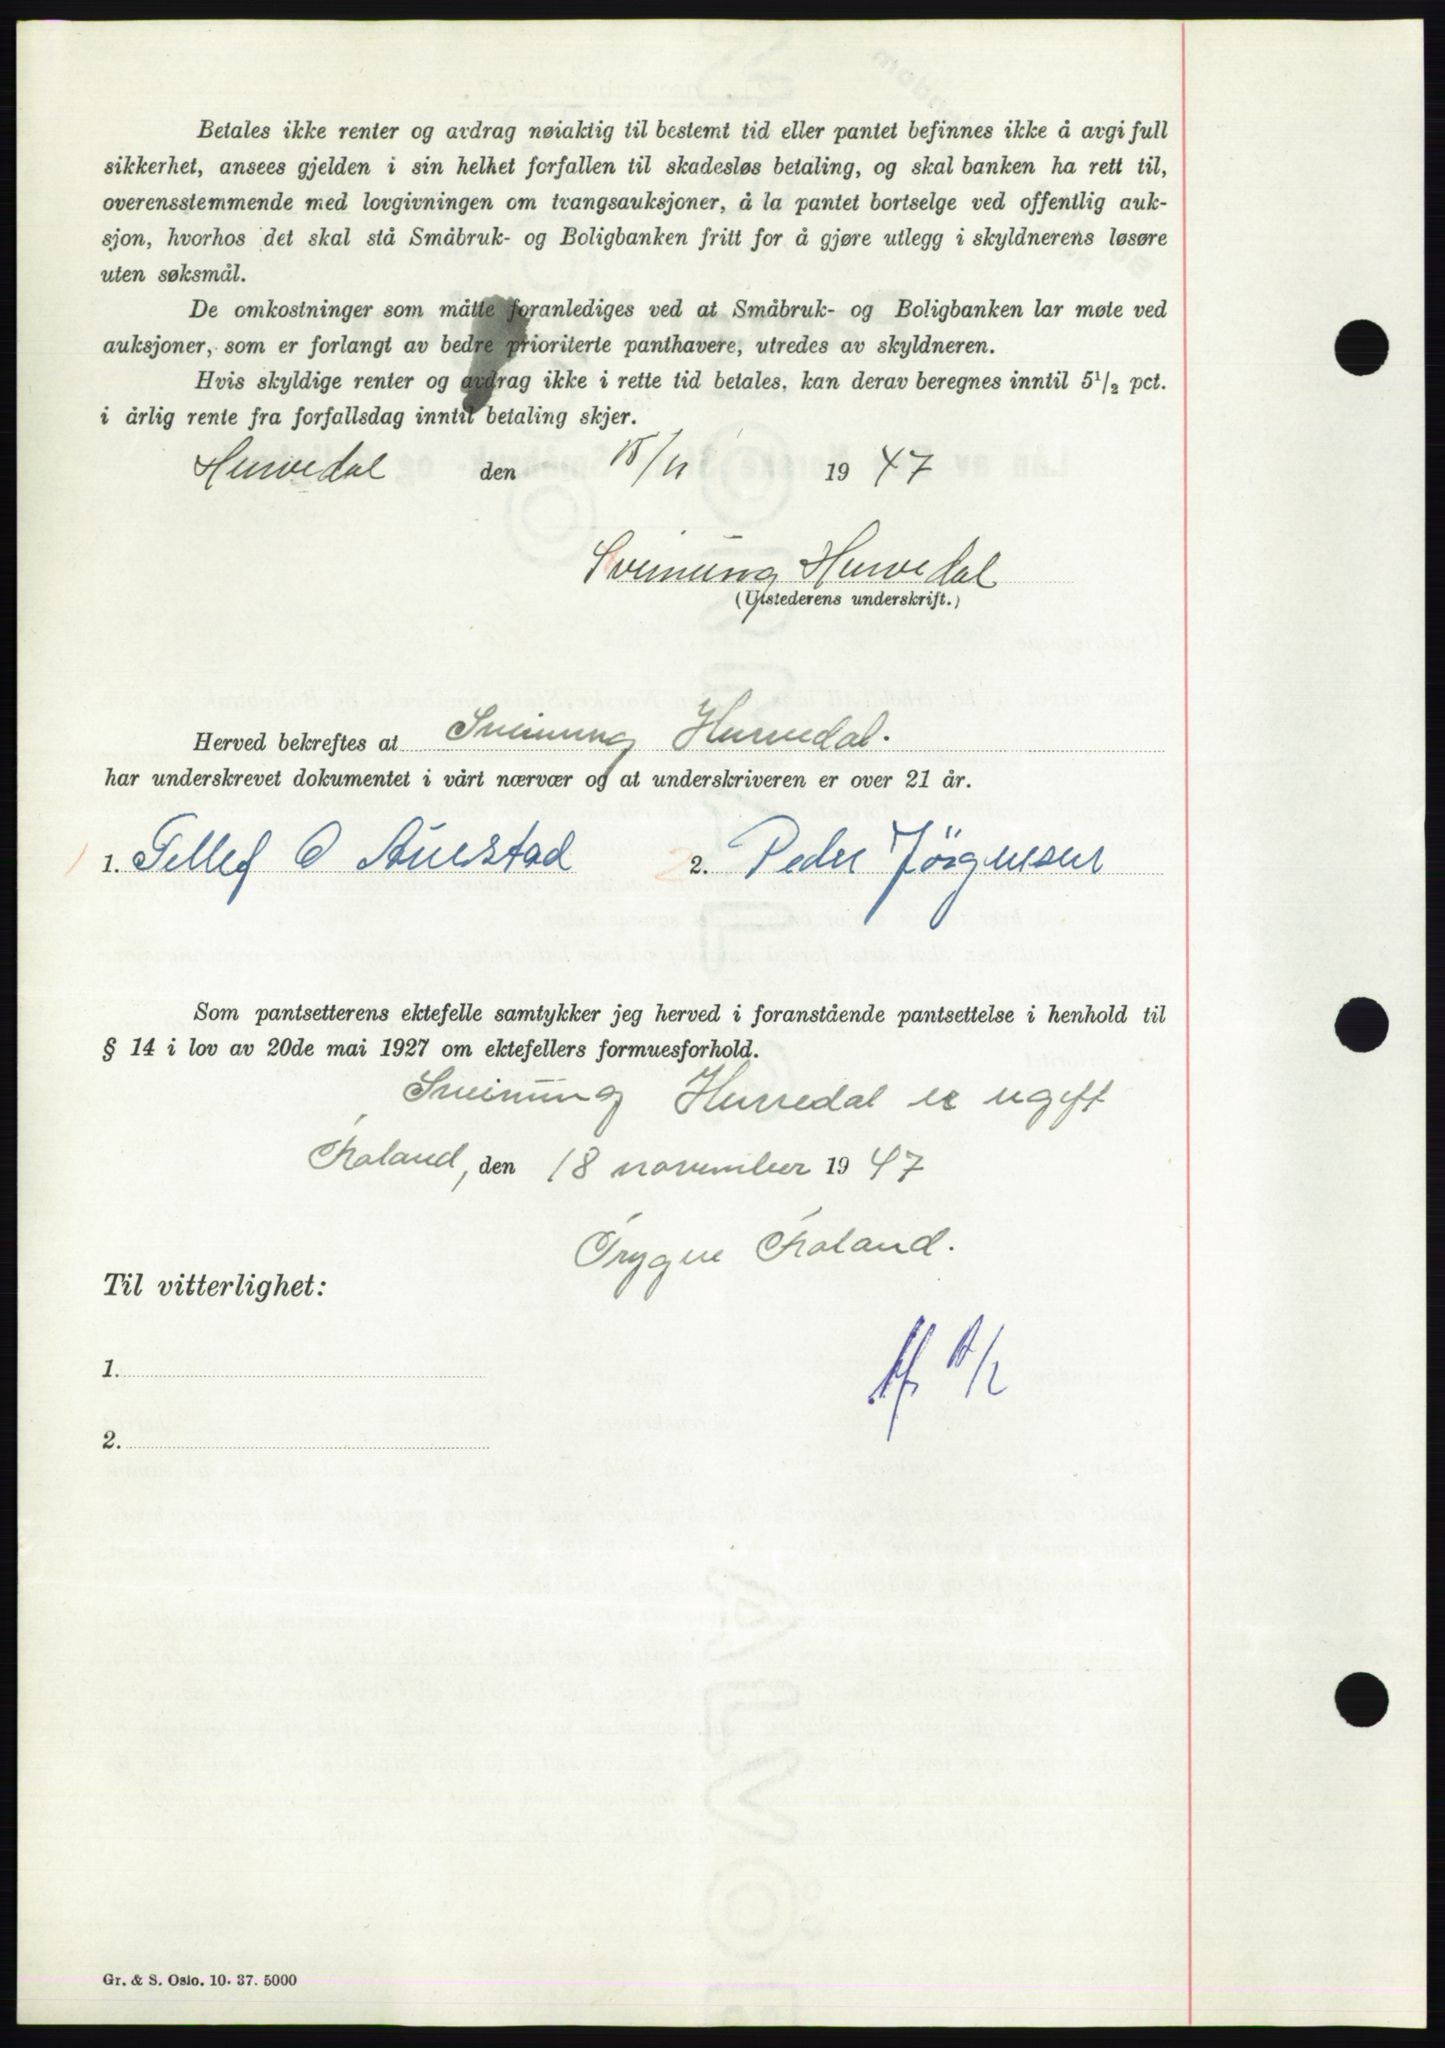 Betales ikke renter og avdrag nøiaktig til bestemt tid eller pantet befinnes ikke å avgi full
sikkerhet, ansees gjelden i sin helhet forfallen til skadesløs betaling, og skal banken ha rett til,
overensstemmende med lovgivningen om tvangsauksjoner, å la pantet bortselge ved offentlig auk-
sjon, hvorhos det skal stå Småbruk- og Boligbanken fritt for å gjøre utlegg i skyldnerens løsøre
uten søksmål.
De omkostninger som måtte foranlediges ved at Småbruk- og Boligbanken lar møte ved
auksjoner, som er forlangt av bedre prioriterte panthavere, utredes av skyldneren.
Hvis skyldige renter og avdrag ikke i rette tid betales, kan derav beregnes inntil 5½ pct.
i årlig rente fra forfallsdag inntil betaling skjer.
Hurvedal den 15/11 1947
Sveinung Hurvedal
(Utstederens underskrift.)
Herved bekreftes at Sveinung Hurvedal.
har underskrevet dokumentet i vårt nærvær og at underskriveren er over 21 år.
1. Tellef O Austad 2. Peder Jörgensen
Som pantsetterens ektefelle samtykker jeg herved i foranstående pantsettelse i henhold til
§ 14 i lov av 20de mai 1927 om ektefellers formuesforhold.
Sveinung Hurvedal er ugift
Froland, den 18 november 1947
Trygve Froland.
Til vitterlighet:
1.
2.
Gr. & S. Oslo. 10. 37. 5000